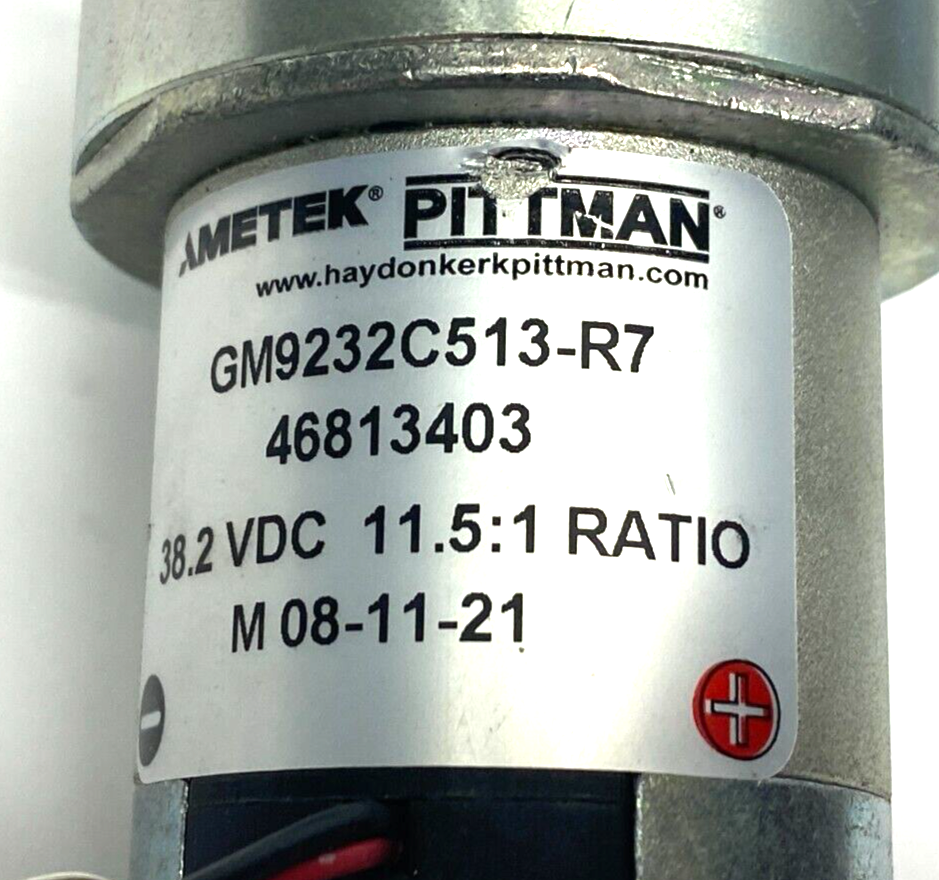 AMETEK® PITTMAN®
www.haydonkerkpittman.com
GM9232C513-R7
46813403
38.2 VDC 11.5:1 RATIO
M 08-11-21